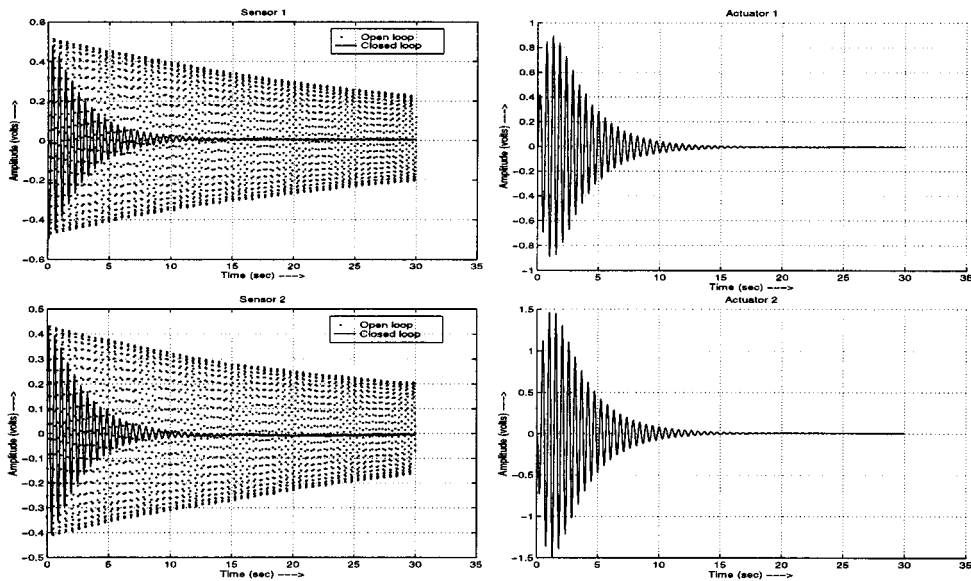 Sensor 1
Amplitude (volts) --->
0.6
0.4
0.2
0
-0.2
-0.4
-0.6
Open loop
Closed loop
0 5 10 15 20 25 30 35
Time (sec) ---->
Actuator 1
Amplitude (volts) --->
1
0.8
0.6
0.4
0.2
0
-0.2
-0.4
-0.6
-0.8
-1
0 5 10 15 20 25 30 35
Time (sec) ---->
Sensor 2
Amplitude (volts) --->
0.5
0.4
0.3
0.2
0.1
0
-0.1
-0.2
-0.3
-0.4
-0.5
Open loop
Closed loop
0 5 10 15 20 25 30 35
Time (sec) ---->
Actuator 2
Amplitude (volts) --->
1.5
1
0.5
0
-0.5
-1
-1.5
0 5 10 15 20 25 30 35
Time (sec) ---->